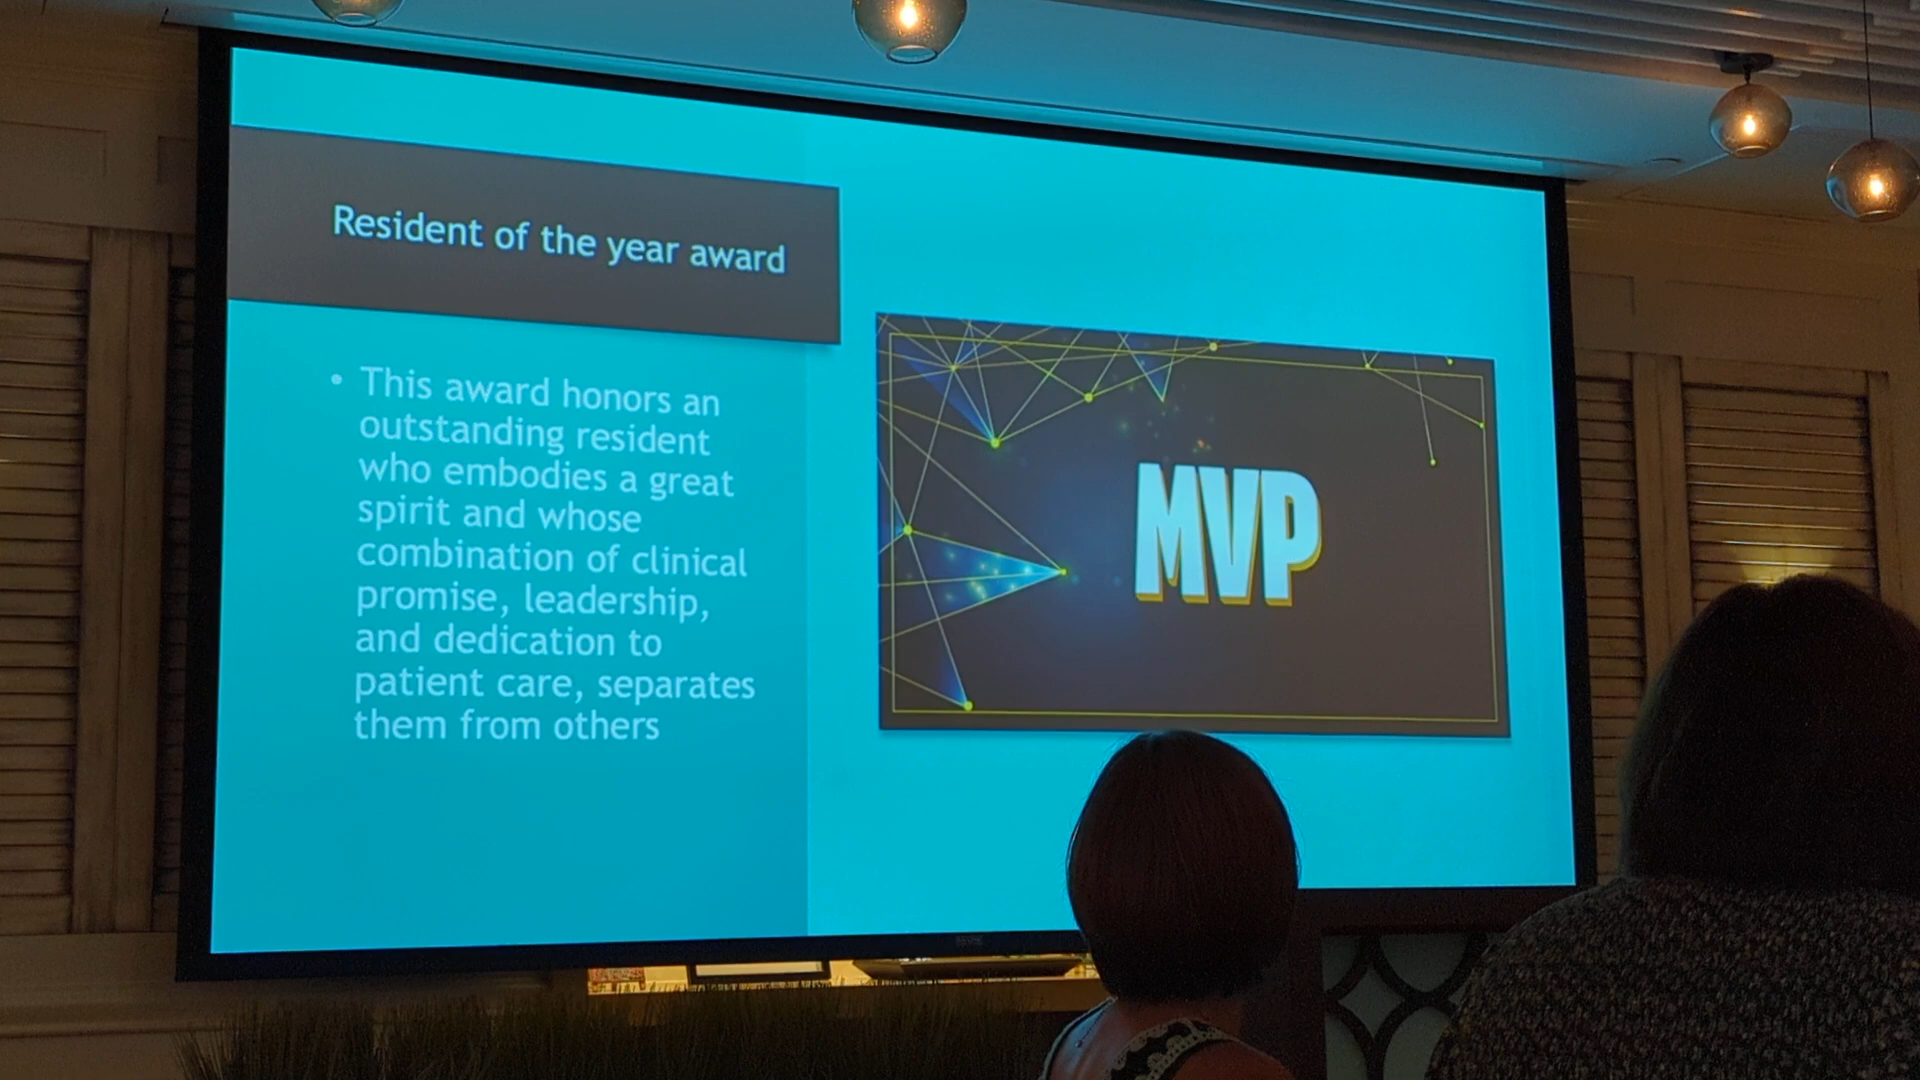 Resident of the year award
• This award honors an
outstanding resident
who embodies a great
spirit and whose
combination of clinical
promise, leadership,
and dedication to
patient care, separates
them from others
MVP